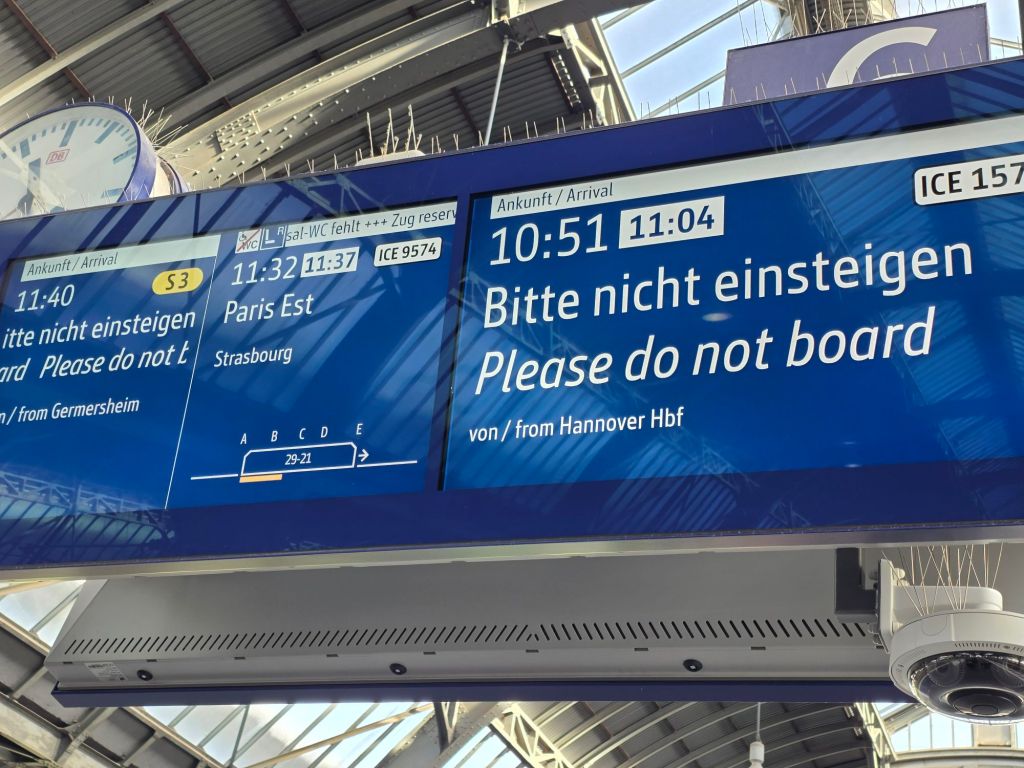 DB
Ankunft / Arrival
S 3
11:40
itte nicht einsteigen
ard Please do not b
n / from Germersheim
WC L R sal-WC fehlt +++ Zug reserv
11:32 11:37 ICE 9574
Paris Est
Strasbourg
A B C D E
29-21
Ankunft / Arrival
ICE 157
10:51 11:04
Bitte nicht einsteigen
Please do not board
von / from Hannover Hbf